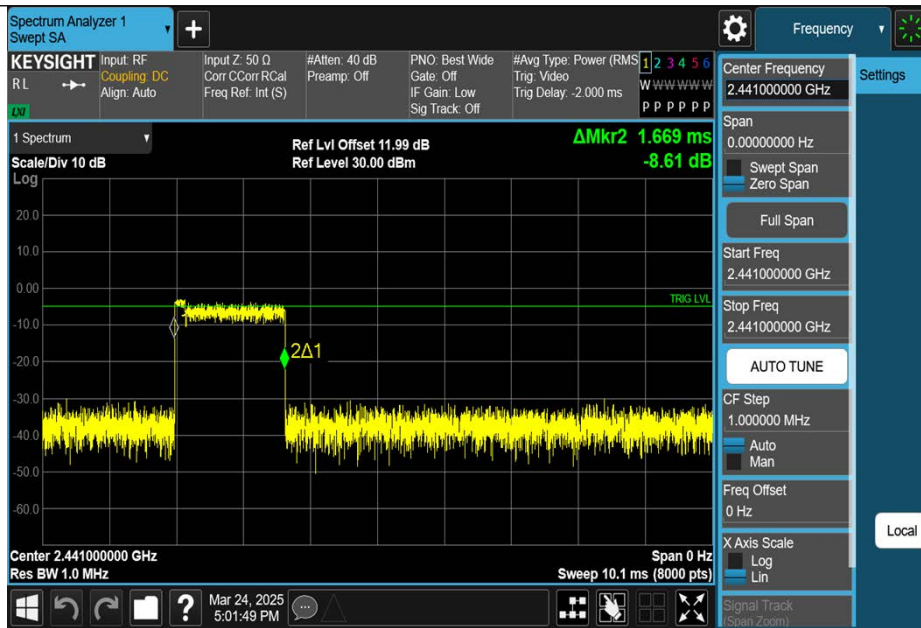 Spectrum Analyzer 1
Swept SA
+
Frequency
KEYSIGHT
RL
LXI
Input: RF
Coupling: DC
Align: Auto
Input Z: 50 Ω
Corr CCorr RCal
Freq Ref: Int (S)
#Atten: 40 dB
Preamp: Off
PNO: Best Wide
Gate: Off
IF Gain: Low
Sig Track: Off
#Avg Type: Power (RMS
Trig: Video
Trig Delay: -2.000 ms
1 2 3 4 5 6
W W W W W W
P P P P P P
1 Spectrum
Scale/Div 10 dB
Log
Ref Lvl Offset 11.99 dB
Ref Level 30.00 dBm
ΔMkr2 1.669 ms
-8.61 dB
20.0
10.0
0.00
TRIG LVL
-10.0
2Δ1
-20.0
-30.0
-40.0
-50.0
-60.0
Center 2.441000000 GHz
Res BW 1.0 MHz
Span 0 Hz
Sweep 10.1 ms (8000 pts)
Center Frequency
2.441000000 GHz
Settings
Span
0.00000000 Hz
Swept Span
Zero Span
Full Span
Start Freq
2.441000000 GHz
Stop Freq
2.441000000 GHz
AUTO TUNE
CF Step
1.000000 MHz
Auto
Man
Freq Offset
0 Hz
Local
X Axis Scale
Log
Lin
Signal Track
(Span Zoom)
?
Mar 24, 2025
5:01:49 PM